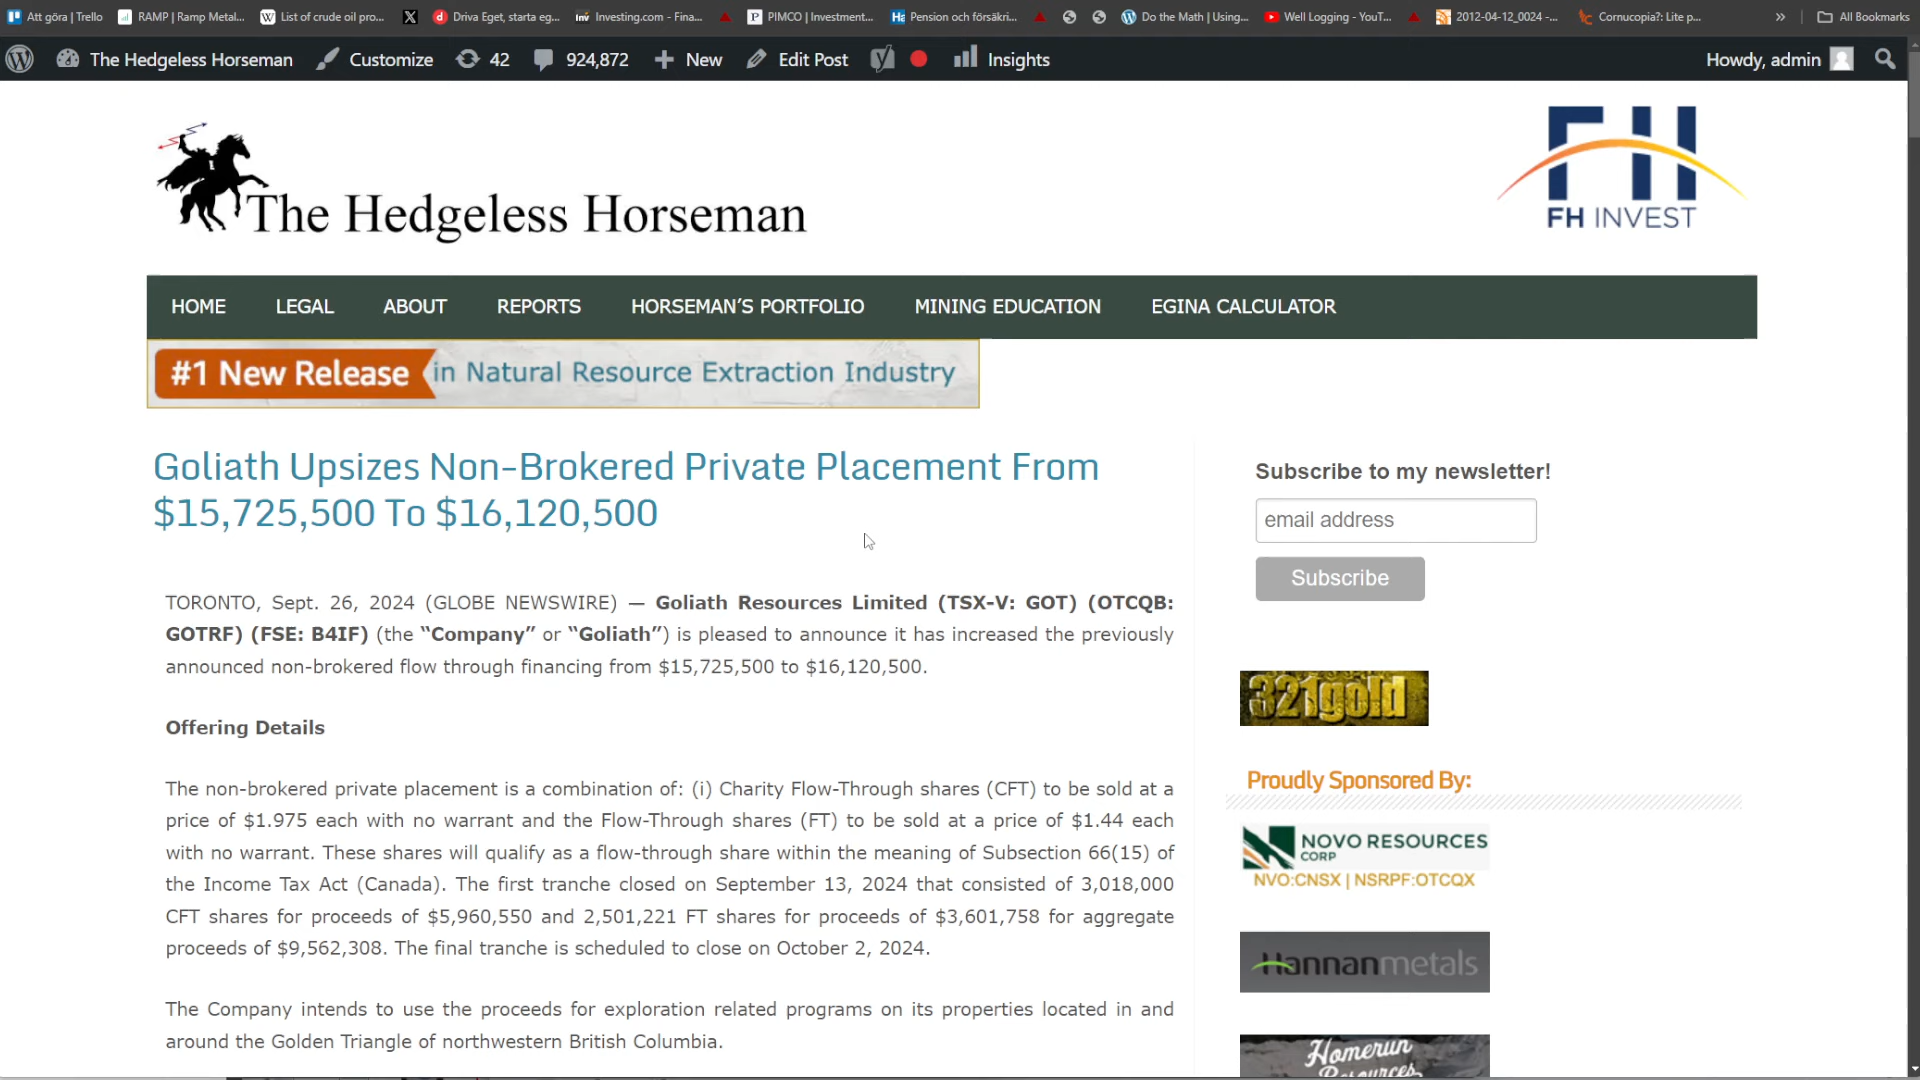 Att göra | Trello
RAMP | Ramp Metal...
List of crude oil pro...
Driva Eget, starta eg...
Investing.com - Fina...
PIMCO | Investment...
Pension och försäkri...
Do the Math | Using...
Well Logging - YouT...
2012-04-12_0024 -...
Cornucopia?: Lite p...
All Bookmarks
The Hedgeless Horseman
Customize
42
924,872
New
Edit Post
Insights
Howdy, admin
The Hedgeless Horseman
FH
FH INVEST
HOME
LEGAL
ABOUT
REPORTS
HORSEMAN'S PORTFOLIO
MINING EDUCATION
EGINA CALCULATOR
#1 New Release in Natural Resource Extraction Industry
Goliath Upsizes Non-Brokered Private Placement From
$15,725,500 To $16,120,500
TORONTO, Sept. 26, 2024 (GLOBE NEWSWIRE) — Goliath Resources Limited (TSX-V: GOT) (OTCQB:
GOTRF) (FSE: B4IF) (the “Company” or “Goliath”) is pleased to announce it has increased the previously
announced non-brokered flow through financing from $15,725,500 to $16,120,500.
Offering Details
The non-brokered private placement is a combination of: (i) Charity Flow-Through shares (CFT) to be sold at a
price of $1.975 each with no warrant and the Flow-Through shares (FT) to be sold at a price of $1.44 each
with no warrant. These shares will qualify as a flow-through share within the meaning of Subsection 66(15) of
the Income Tax Act (Canada). The first tranche closed on September 13, 2024 that consisted of 3,018,000
CFT shares for proceeds of $5,960,550 and 2,501,221 FT shares for proceeds of $3,601,758 for aggregate
proceeds of $9,562,308. The final tranche is scheduled to close on October 2, 2024.
The Company intends to use the proceeds for exploration related programs on its properties located in and
around the Golden Triangle of northwestern British Columbia.
Subscribe to my newsletter!
email address
Subscribe
321gold
Proudly Sponsored By:
NOVO RESOURCES
CORP
NVO:CNSX | NSRPF:OTCQX
Hannanmetals
Homerun
Resources